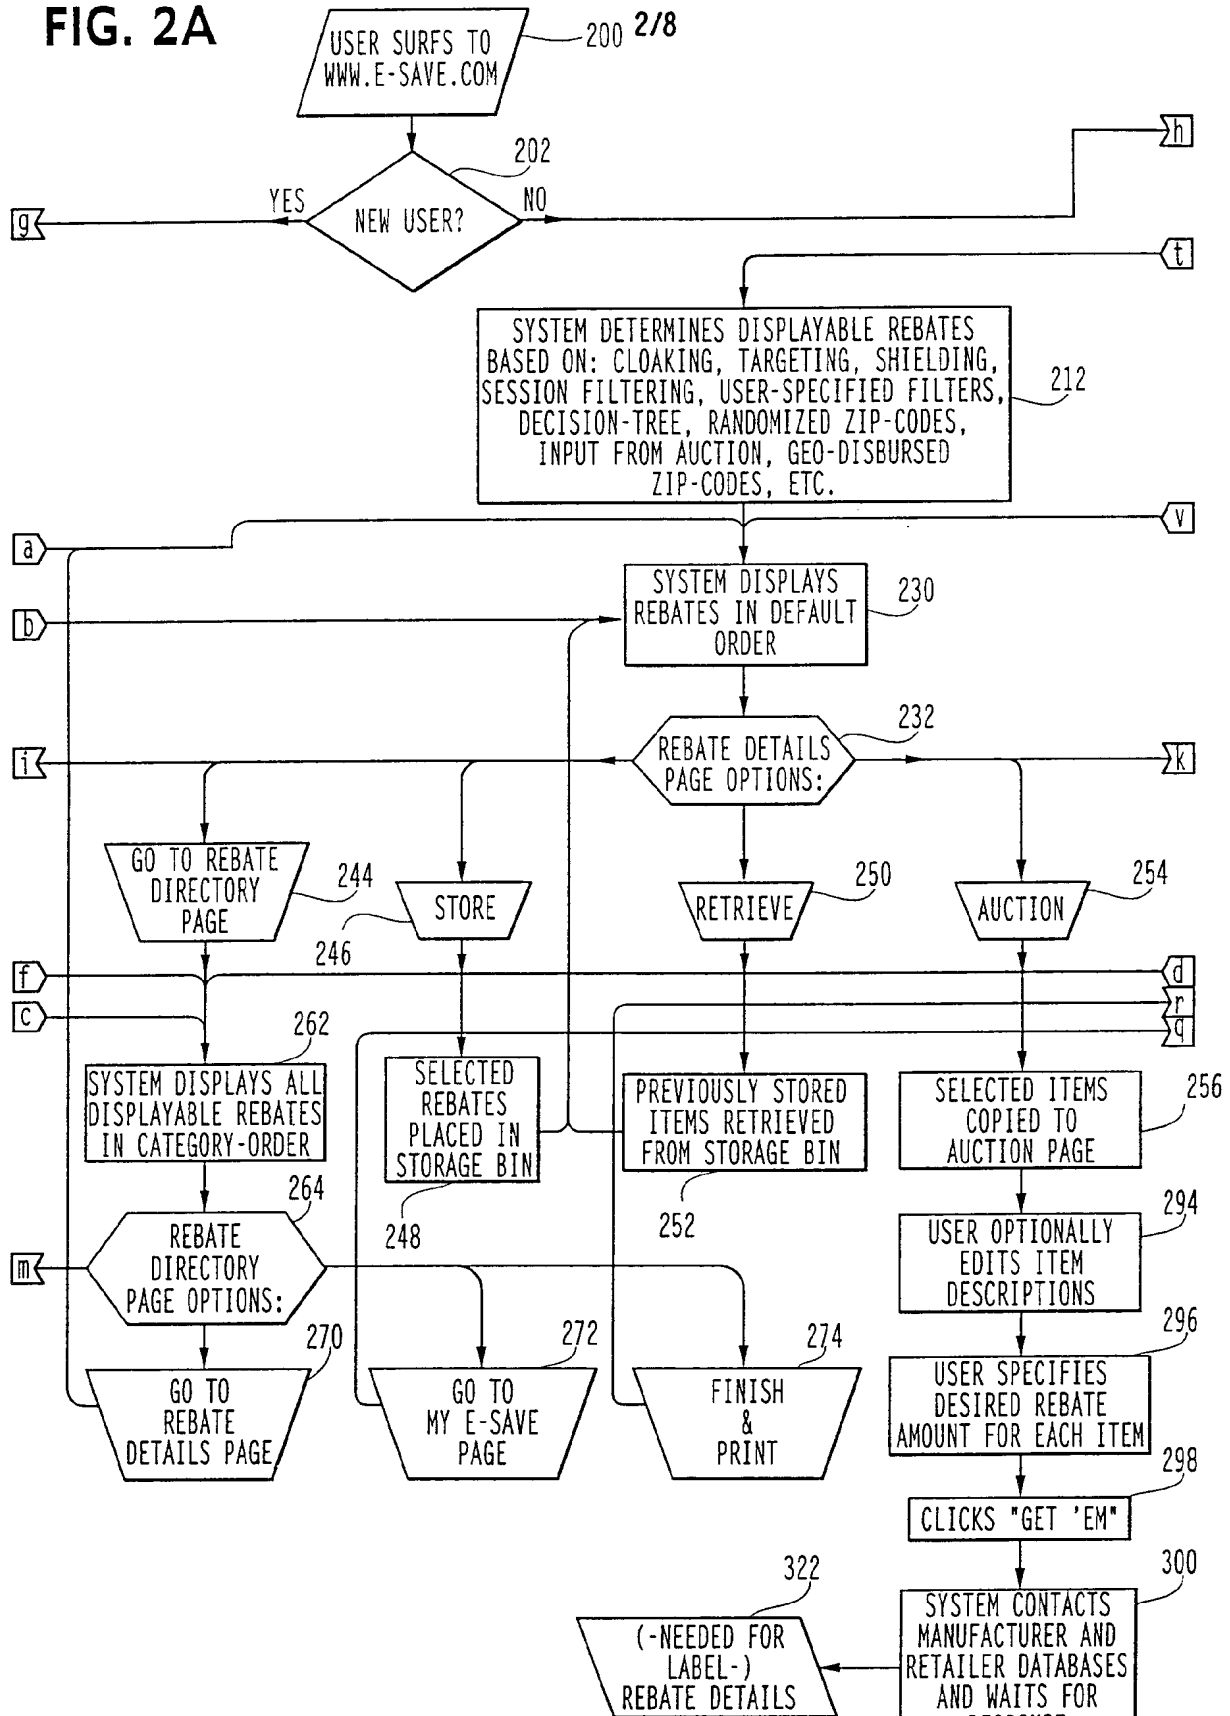 FIG. 2A
2/8
USER SURFS TO
WWW.E-SAVE.COM
200
202
h
YES
NO
NEW USER?
g
t
SYSTEM DETERMINES DISPLAYABLE REBATES
BASED ON: CLOAKING, TARGETING, SHIELDING,
SESSION FILTERING, USER-SPECIFIED FILTERS,
DECISION-TREE, RANDOMIZED ZIP-CODES,
INPUT FROM AUCTION, GEO-DISBURSED
ZIP-CODES, ETC.
212
v
a
SYSTEM DISPLAYS
REBATES IN DEFAULT
ORDER
230
b
232
REBATE DETAILS
PAGE OPTIONS:
i
k
GO TO REBATE
DIRECTORY
PAGE
244
STORE
246
RETRIEVE
250
AUCTION
254
f
d
r
c
q
262
SYSTEM DISPLAYS ALL
DISPLAYABLE REBATES
IN CATEGORY-ORDER
SELECTED
REBATES
PLACED IN
STORAGE BIN
248
PREVIOUSLY STORED
ITEMS RETRIEVED
FROM STORAGE BIN
252
SELECTED ITEMS
COPIED TO
AUCTION PAGE
256
264
REBATE
DIRECTORY
PAGE OPTIONS:
m
USER OPTIONALLY
EDITS ITEM
DESCRIPTIONS
294
270
GO TO
REBATE
DETAILS PAGE
272
GO TO
MY E-SAVE
PAGE
274
FINISH
&
PRINT
296
USER SPECIFIES
DESIRED REBATE
AMOUNT FOR EACH ITEM
298
CLICKS "GET 'EM"
322
(-NEEDED FOR
LABEL-)
REBATE DETAILS
300
SYSTEM CONTACTS
MANUFACTURER AND
RETAILER DATABASES
AND WAITS FOR